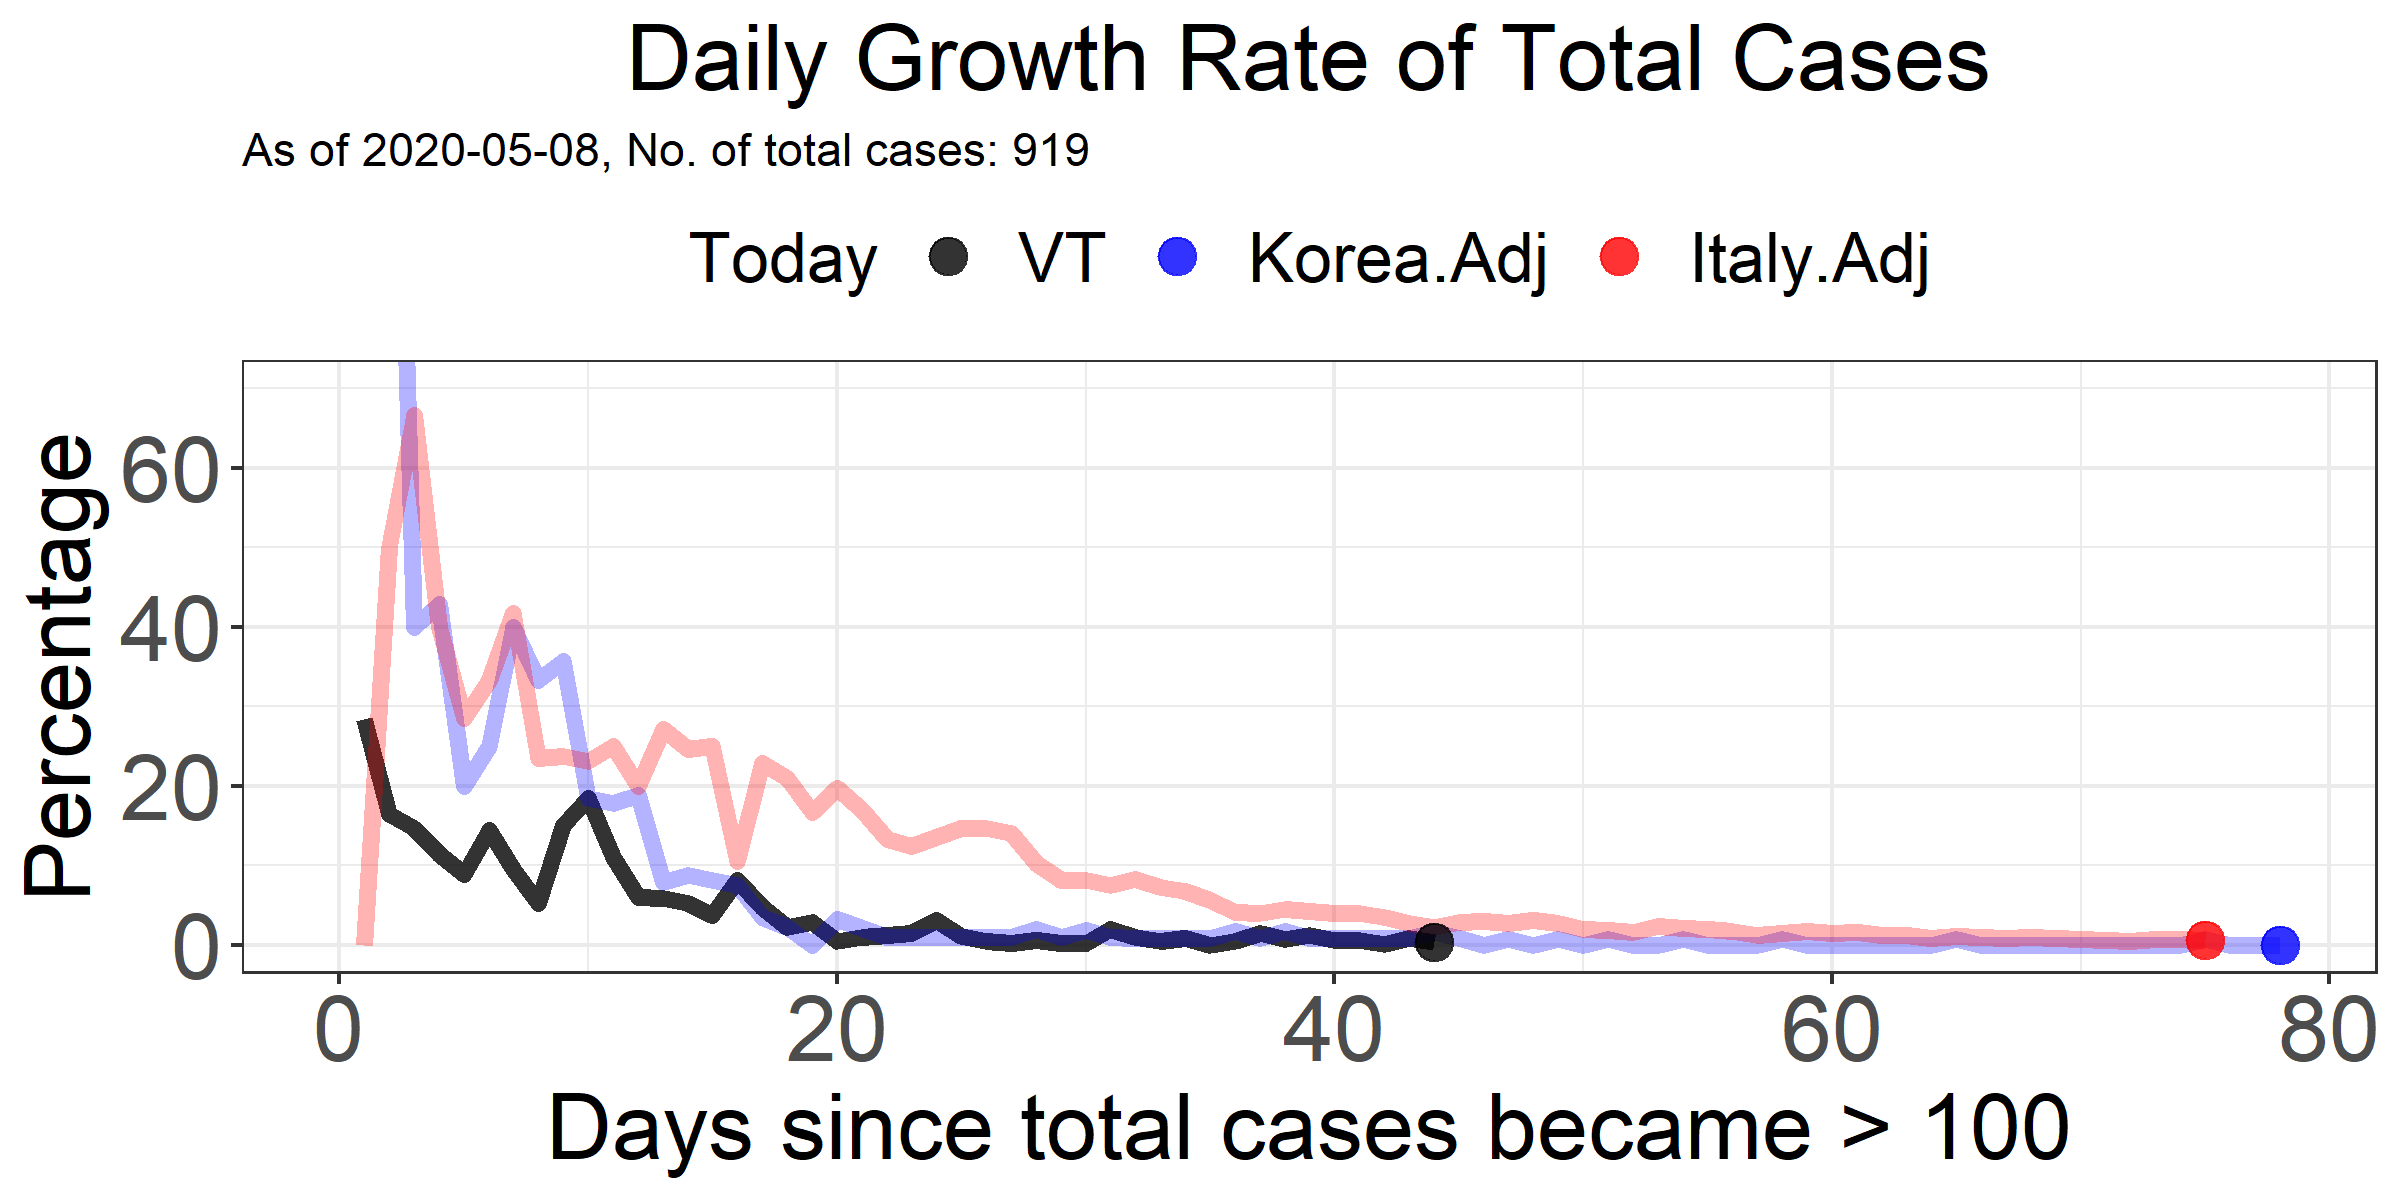 Daily Growth Rate of Total Cases
As of 2020-05-08, No. of total cases: 919
Today VT Korea.Adj Italy.Adj
Percentage
60
40
20
0
0 20 40 60 80
Days since total cases became > 100